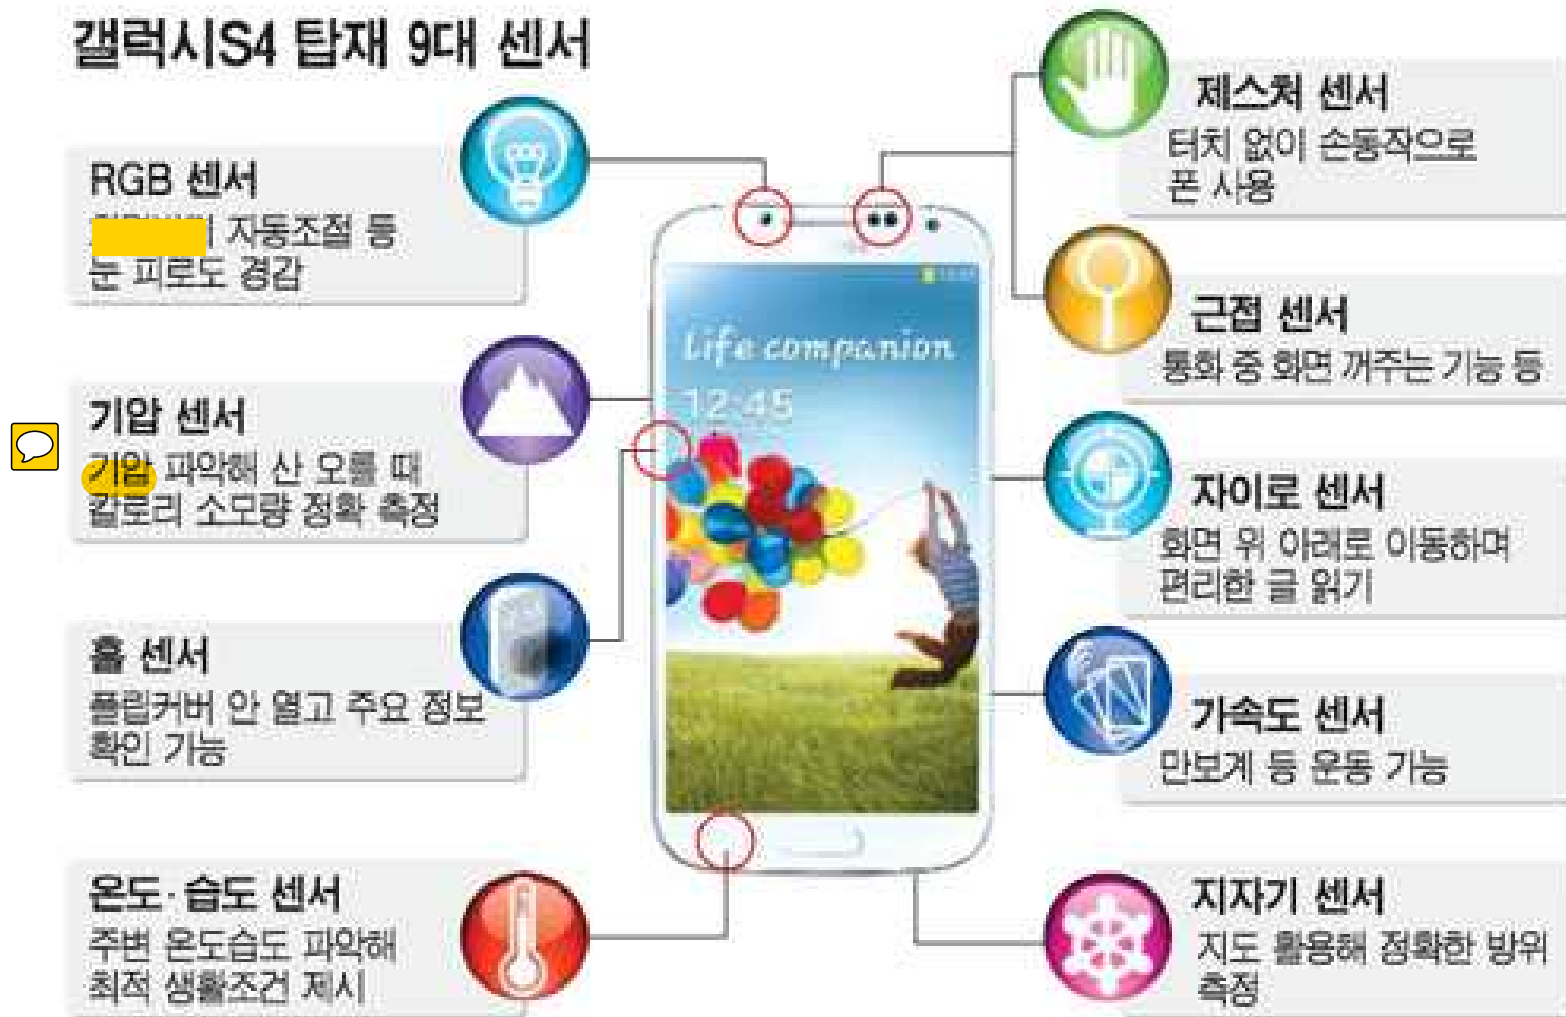 갤럭시S4 탑재 9대 센서
RGB 센서
자동조절 등
눈 피로도 경감
기압 센서
기압 파악해 산 오를 때
칼로리 소모량 정확 측정
홀 센서
플립커버 안 열고 주요 정보
확인 가능
온도·습도 센서
주변 온도습도 파악해
최적 생활조건 제시
Life companion
12:45
제스처 센서
터치 없이 손동작으로
폰 사용
근접 센서
통화 중 화면 꺼주는 기능 등
자이로 센서
화면 위 아래로 이동하며
편리한 글 읽기
가속도 센서
만보계 등 운동 가능
지자기 센서
지도 활용해 정확한 방위
측정